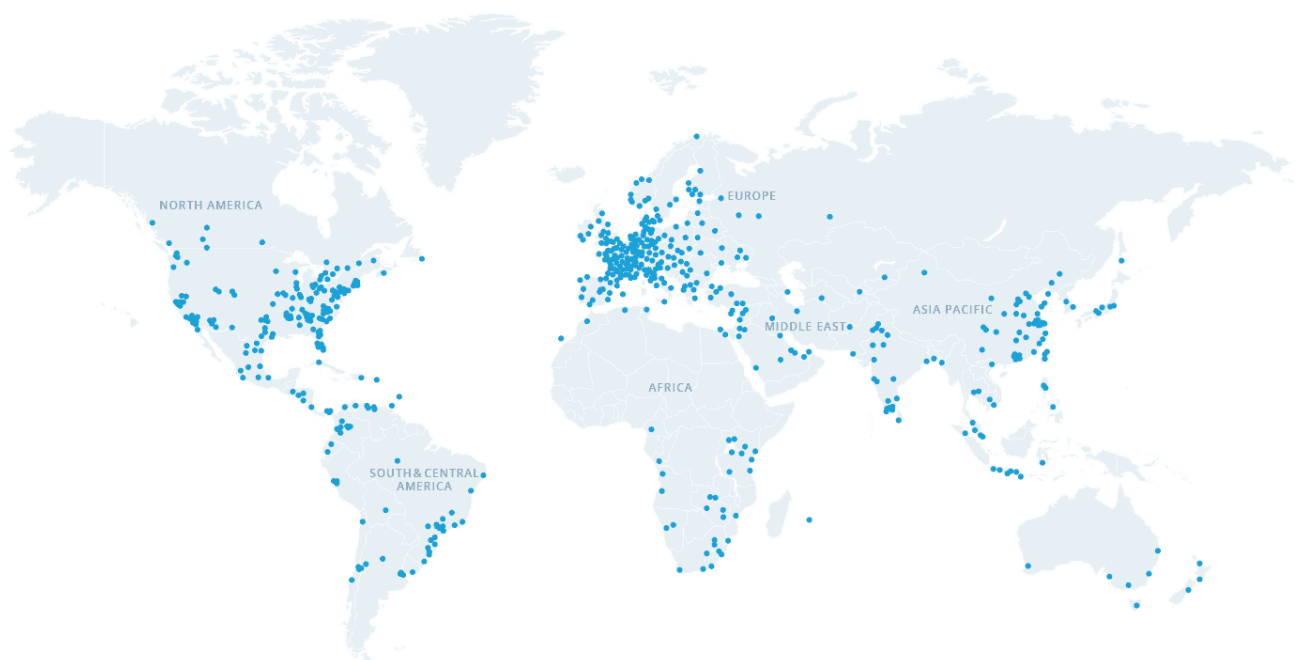 NORTH AMERICA
EUROPE
ASIA PACIFIC
MIDDLE EAST
AFRICA
SOUTH & CENTRAL
AMERICA